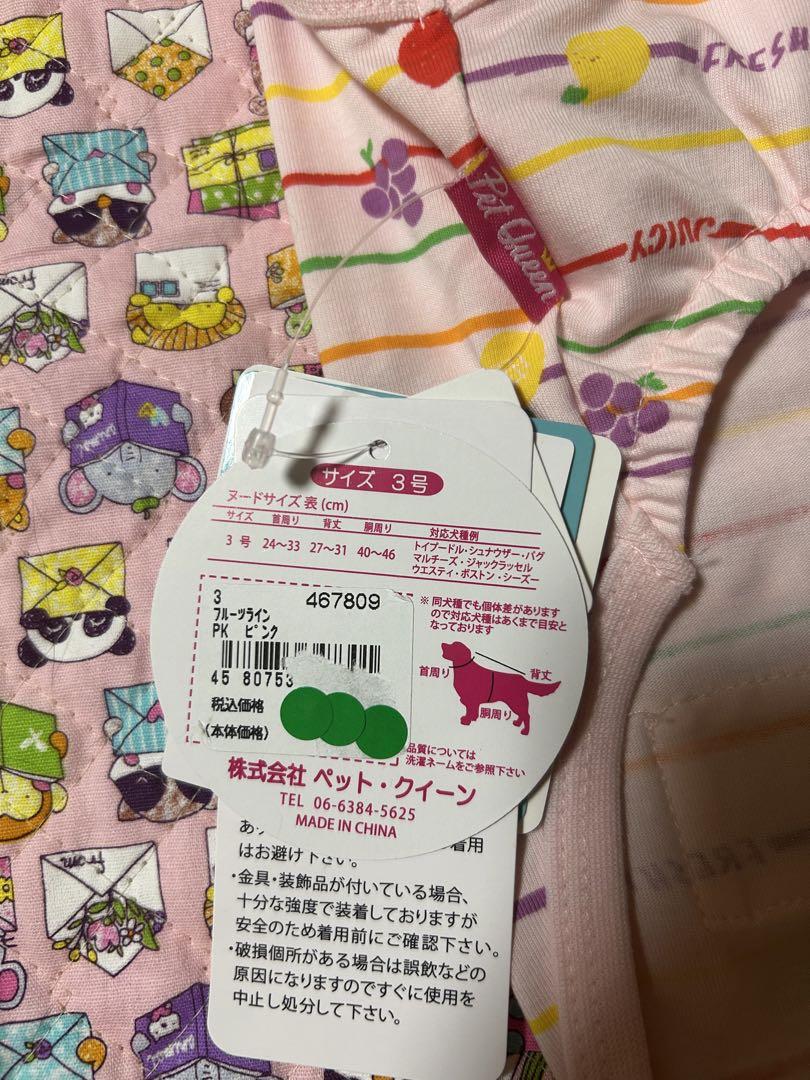 FRESH
Pet Queen
JUICY
from
サイズ 3号
ヌードサイズ表(cm)
サイズ 首周り 背丈 胴周り 対応犬種例
3 号 24～33 27～31 40～46 トイプードル・シュナウザー・パグ
マルチーズ・ジャックラッセル
ウエスティ・ボストン・シーズー
※ 同犬種でも個体差があります
ので対応犬種はあくまで目安と
なっております
3 467809
フルーツライン
PK ピンク
45 80753
税込価格
(本体価格)
首周り 背丈
胴周り
品質については
洗濯ネームをご参照下さい
株式会社 ペット・クイーン
TEL 06-6384-5625
MADE IN CHINA
着用
はお避け下さい。
・金具・装飾品が付いている場合、
十分な強度で装着しておりますが
安全のため着用前にご確認下さい。
・破損個所がある場合は誤飲などの
原因になりますのですぐに使用を
中止し処分して下さい。
from
FRESH